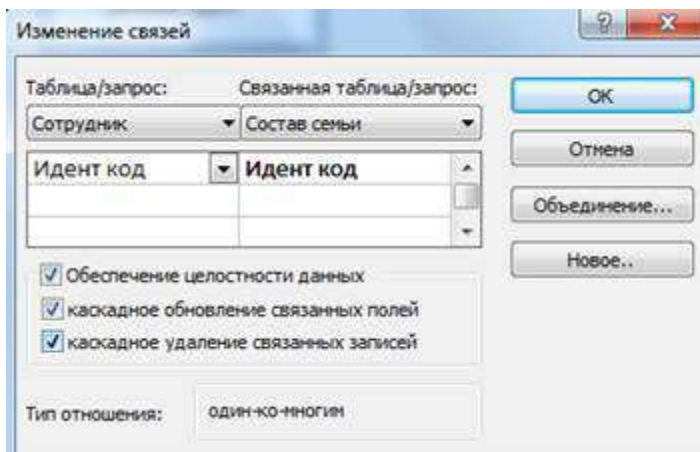 Изменение связей
Таблица/запрос: Связанная таблица/запрос:
Сотрудник Состав семьи
Идент код Идент код
Обеспечение целостности данных
каскадное обновление связанных полей
каскадное удаление связанных записей
Тип отношения: один-ко-многим
ОК
Отмена
Объединение...
Новое..